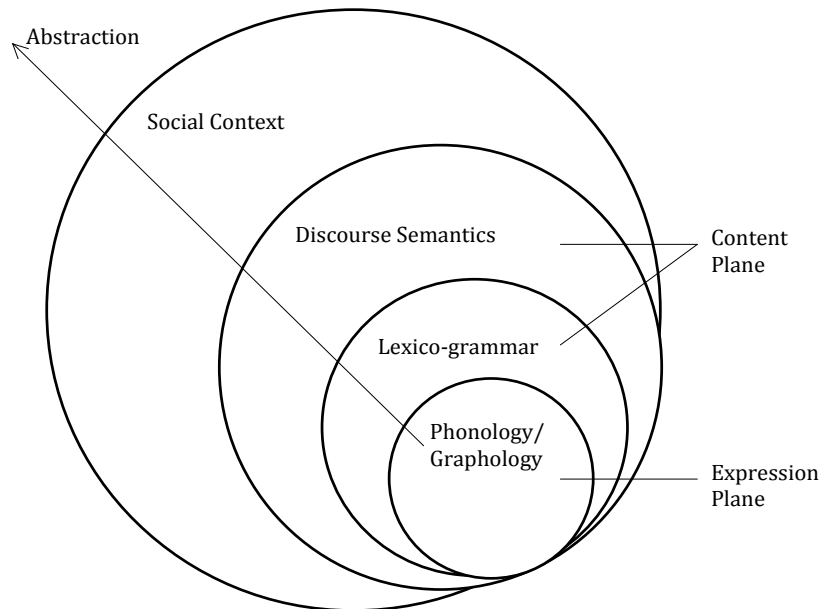 Abstraction
Social Context
Discourse Semantics
Content
Plane
Lexico-grammar
Phonology/
Graphology
Expression
Plane